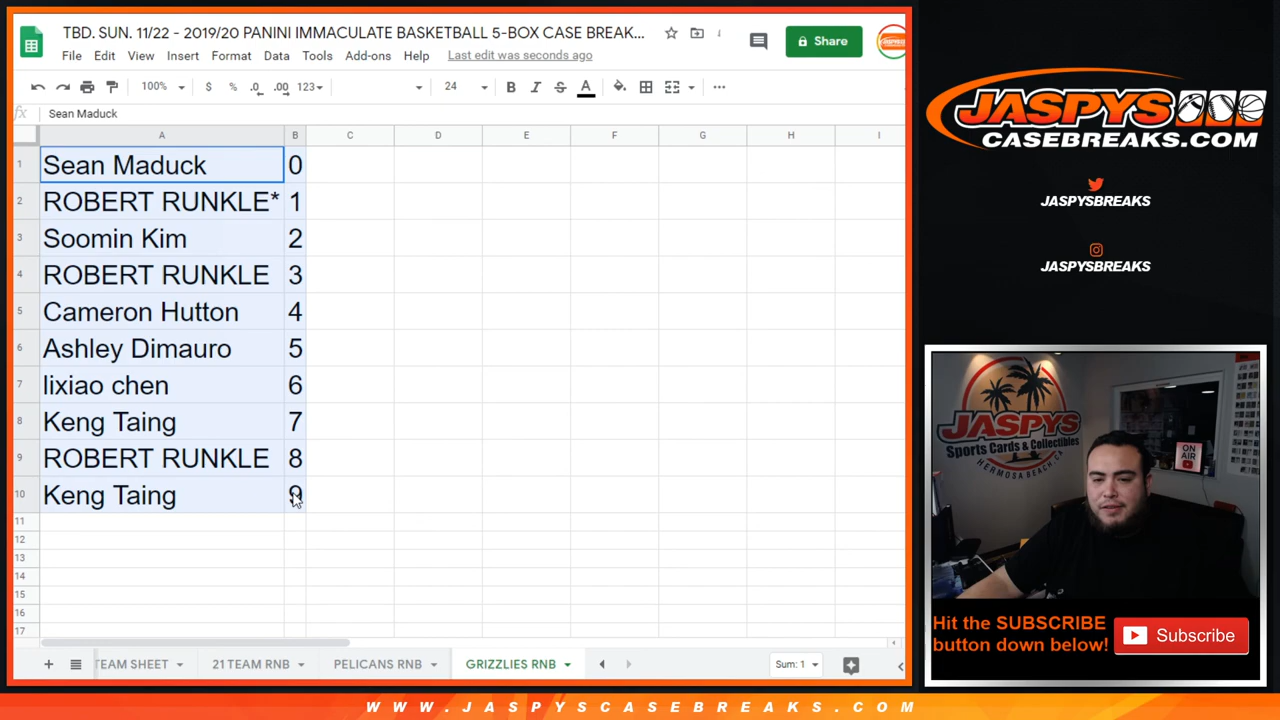 TBD. SUN. 11/22 - 2019/20 PANINI IMMACULATE BASKETBALL 5-BOX CASE BREAK...
File Edit View Insert Format Data Tools Add-ons Help Last edit was seconds ago
Share
100% $ % .0 .00 123 24 B I S A
fx Sean Maduck
A B C D E F G H I
1 Sean Maduck 0
2 ROBERT RUNKLE* 1
3 Soomin Kim 2
4 ROBERT RUNKLE 3
5 Cameron Hutton 4
6 Ashley Dimauro 5
7 lixiao chen 6
8 Keng Taing 7
9 ROBERT RUNKLE 8
10 Keng Taing 9
11
12
13
14
15
16
17
TEAM SHEET 21 TEAM RNB PELICANS RNB GRIZZLIES RNB Sum: 1
JASPYS
CASEBREAKS.COM
JASPYSBREAKS
JASPYSBREAKS
JASPYS
Sports Cards & Collectibles
HERMOSA BEACH, CA
ON AIR
Hit the SUBSCRIBE
button down below!
Subscribe
WWW.JASPYSCASEBREAKS.COM